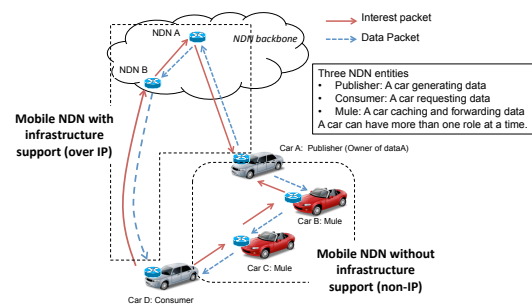 NDN A
NDN backbone
NDN B
Interest packet
Data Packet
Three NDN entities
• Publisher: A car generating data
• Consumer: A car requesting data
• Mule: A car caching and forwarding data
A car can have more than one role at a time.
Mobile NDN with
infrastructure
support (over IP)
Car A: Publisher (Owner of dataA)
Car B: Mule
Car C: Mule
Mobile NDN without
infrastructure
support (non-IP)
Car D: Consumer